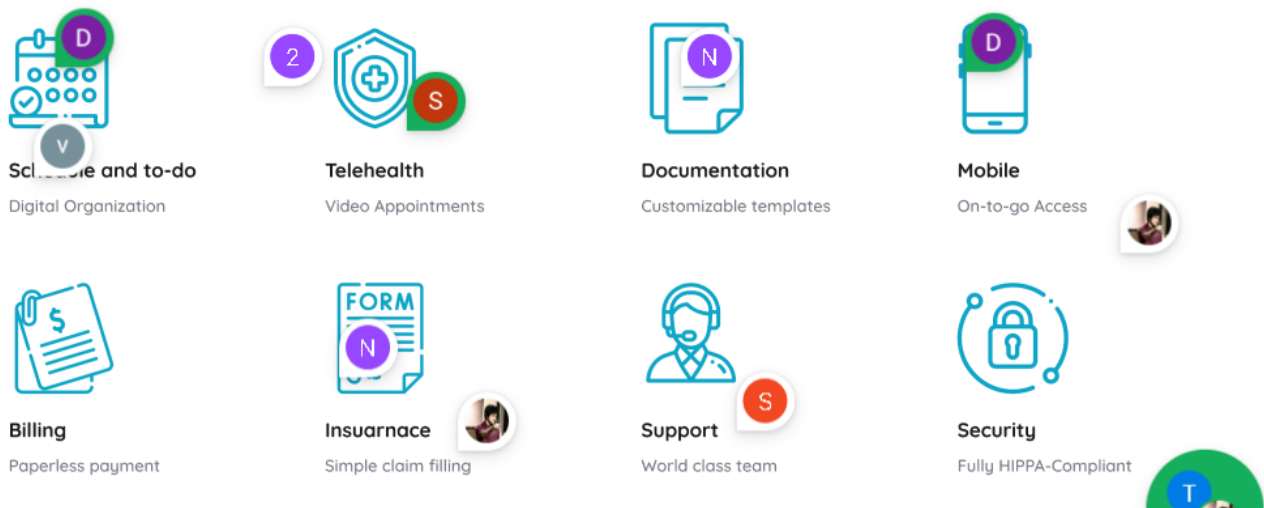 D
2
S
N
D
V
and to-do
Telehealth
Documentation
Mobile
Digital Organization
Video Appointments
Customizable templates
On-to-go Access
$
FORM
N
S
Billing
Insuarnace
Support
Security
Paperless payment
Simple claim filling
World class team
Fully HIPPA-Compliant
T